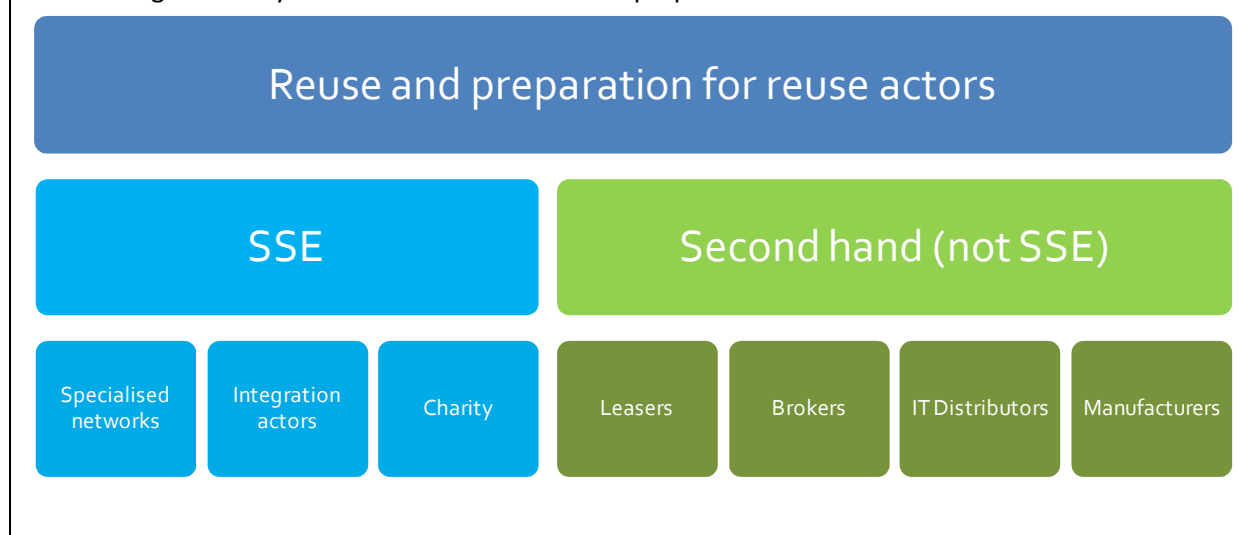 Reuse and preparation for reuse actors
SSE
Second hand (not SSE)
Specialised
networks
Integration
actors
Charity
Leasers
Brokers
IT Distributors
Manufacturers